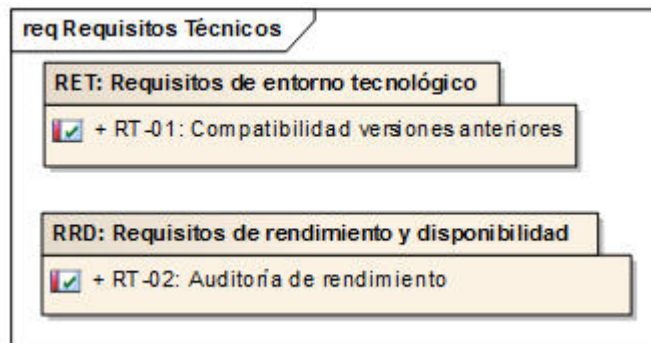 req Requisitos Técnicos
RET: Requisitos de entorno tecnológico
+ RT-01: Compatibilidad versiones anteriores
RRD: Requisitos de rendimiento y disponibilidad
+ RT-02: Auditoría de rendimiento